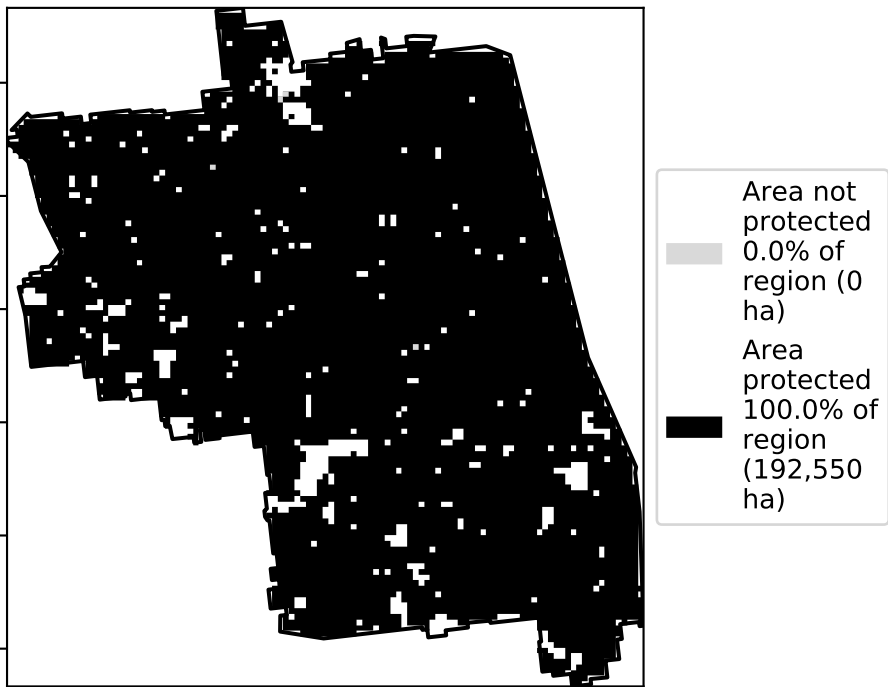 Area not
protected
0.0% of
region (0
ha)
Area
protected
100.0% of
region
(192,550
ha)